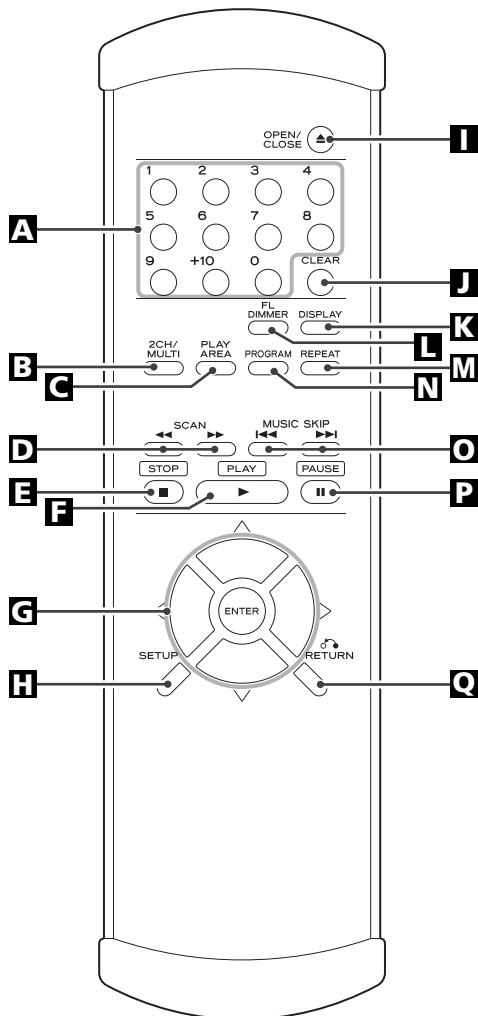 OPEN/
CLOSE
I
1 2 3 4
A
5 6 7 8
9 +10 0 CLEAR
J
FL
DIMMER DISPLAY
K
L
2CH/
MULTI PLAY
AREA PROGRAM REPEAT
B
C
M
N
SCAN MUSIC SKIP
D
O
STOP PLAY PAUSE
E
F
P
G
ENTER
SETUP RETURN
H
Q